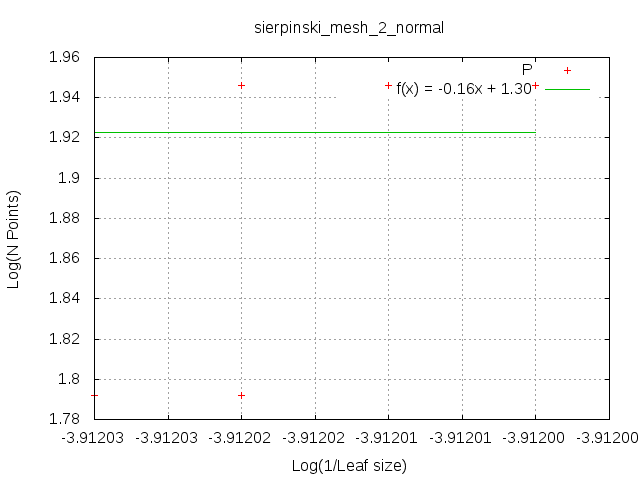 sierpinski_mesh_2_normal
1.96
P
f(x) = -0.16x + 1.30
1.94
1.92
1.9
1.88
1.86
1.84
1.82
1.8
1.78
Log(N Points)
-3.91203 -3.91203 -3.91202 -3.91202 -3.91201 -3.91201 -3.91200 -3.91200
Log(1/Leaf size)